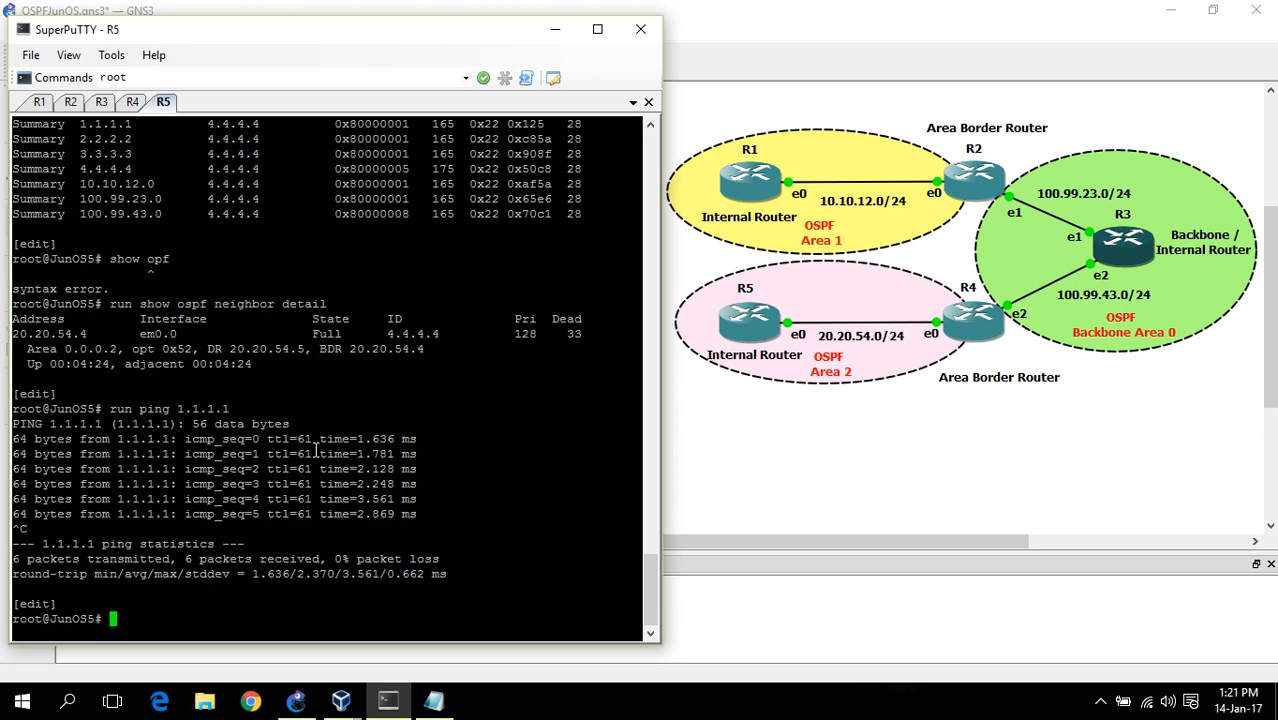 OSPFJunOS.gns3* — GNS3
SuperPuTTY - R5
File View Tools Help
Commands root
R1 R2 R3 R4 R5
Summary 1.1.1.1 4.4.4.4 0x80000001 165 0x22 0x125 28
Summary 2.2.2.2 4.4.4.4 0x80000001 165 0x22 0xc85a 28
Summary 3.3.3.3 4.4.4.4 0x80000001 165 0x22 0x908f 28
Summary 4.4.4.4 4.4.4.4 0x80000005 175 0x22 0x50c8 28
Summary 10.10.12.0 4.4.4.4 0x80000001 165 0x22 0xaf5a 28
Summary 100.99.23.0 4.4.4.4 0x80000001 165 0x22 0x65e6 28
Summary 100.99.43.0 4.4.4.4 0x80000008 165 0x22 0x70c1 28
[edit]
root@JunOS5# show opf
^
syntax error.
root@JunOS5# run show ospf neighbor detail
Address Interface State ID Pri Dead
20.20.54.4 em0.0 Full 4.4.4.4 128 33
Area 0.0.0.2, opt 0x52, DR 20.20.54.5, BDR 20.20.54.4
Up 00:04:24, adjacent 00:04:24
[edit]
root@JunOS5# run ping 1.1.1.1
PING 1.1.1.1 (1.1.1.1): 56 data bytes
64 bytes from 1.1.1.1: icmp_seq=0 ttl=61 time=1.636 ms
64 bytes from 1.1.1.1: icmp_seq=1 ttl=61 time=1.781 ms
64 bytes from 1.1.1.1: icmp_seq=2 ttl=61 time=2.128 ms
64 bytes from 1.1.1.1: icmp_seq=3 ttl=61 time=2.248 ms
64 bytes from 1.1.1.1: icmp_seq=4 ttl=61 time=3.561 ms
64 bytes from 1.1.1.1: icmp_seq=5 ttl=61 time=2.869 ms
^C
--- 1.1.1.1 ping statistics ---
6 packets transmitted, 6 packets received, 0% packet loss
round-trip min/avg/max/stddev = 1.636/2.370/3.561/0.662 ms
[edit]
root@JunOS5#
Area Border Router
R1 R2
e0 10.10.12.0/24 e0
Internal Router
OSPF
Area 1
100.99.23.0/24
e1
R3
e1
Backbone /
Internal Router
e2
100.99.43.0/24
OSPF
Backbone Area 0
R5 R4
e2
e0 20.20.54.0/24 e0
Internal Router
OSPF
Area 2
Area Border Router
1:21 PM
14-Jan-17